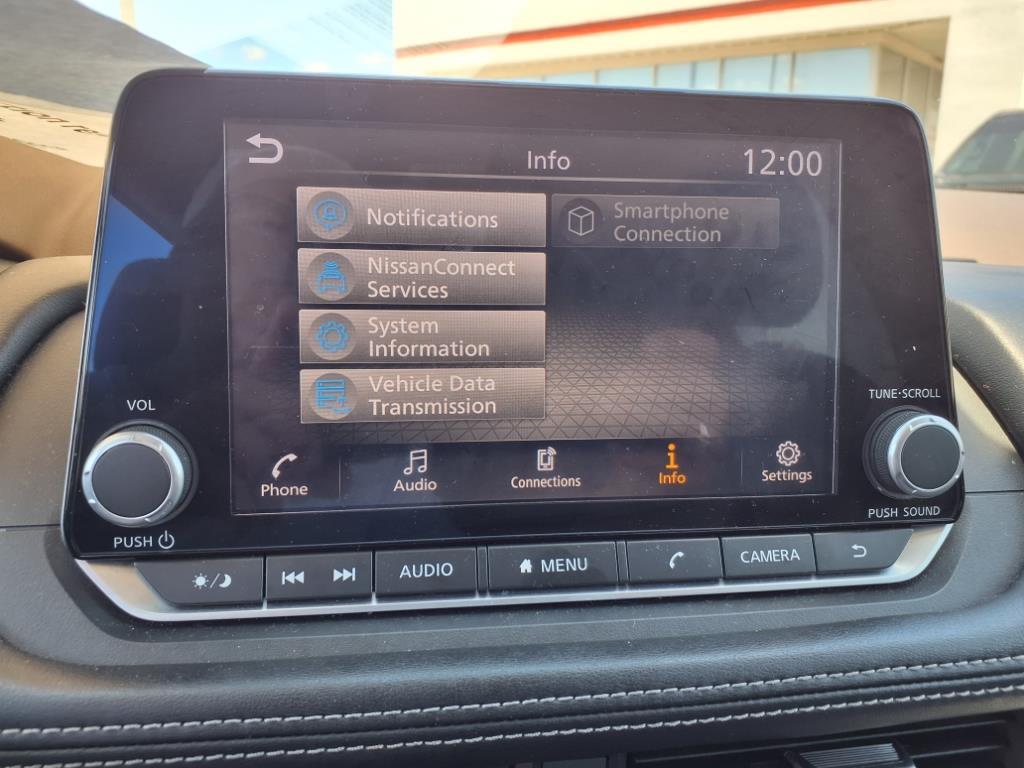 Info
12:00
Notifications
Smartphone
Connection
NissanConnect
Services
System
Information
Vehicle Data
Transmission
VOL
TUNE·SCROLL
Phone
Audio
Connections
Info
Settings
PUSH
PUSH SOUND
AUDIO
MENU
CAMERA